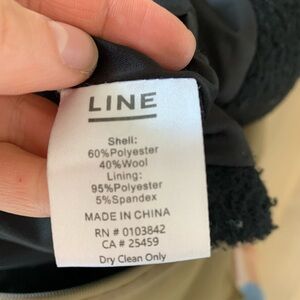 LINE
Shell:
60%Polyester
40%Wool
Lining:
95%Polyester
5%Spandex
MADE IN CHINA
RN # 0103842
CA # 25459
Dry Clean Only